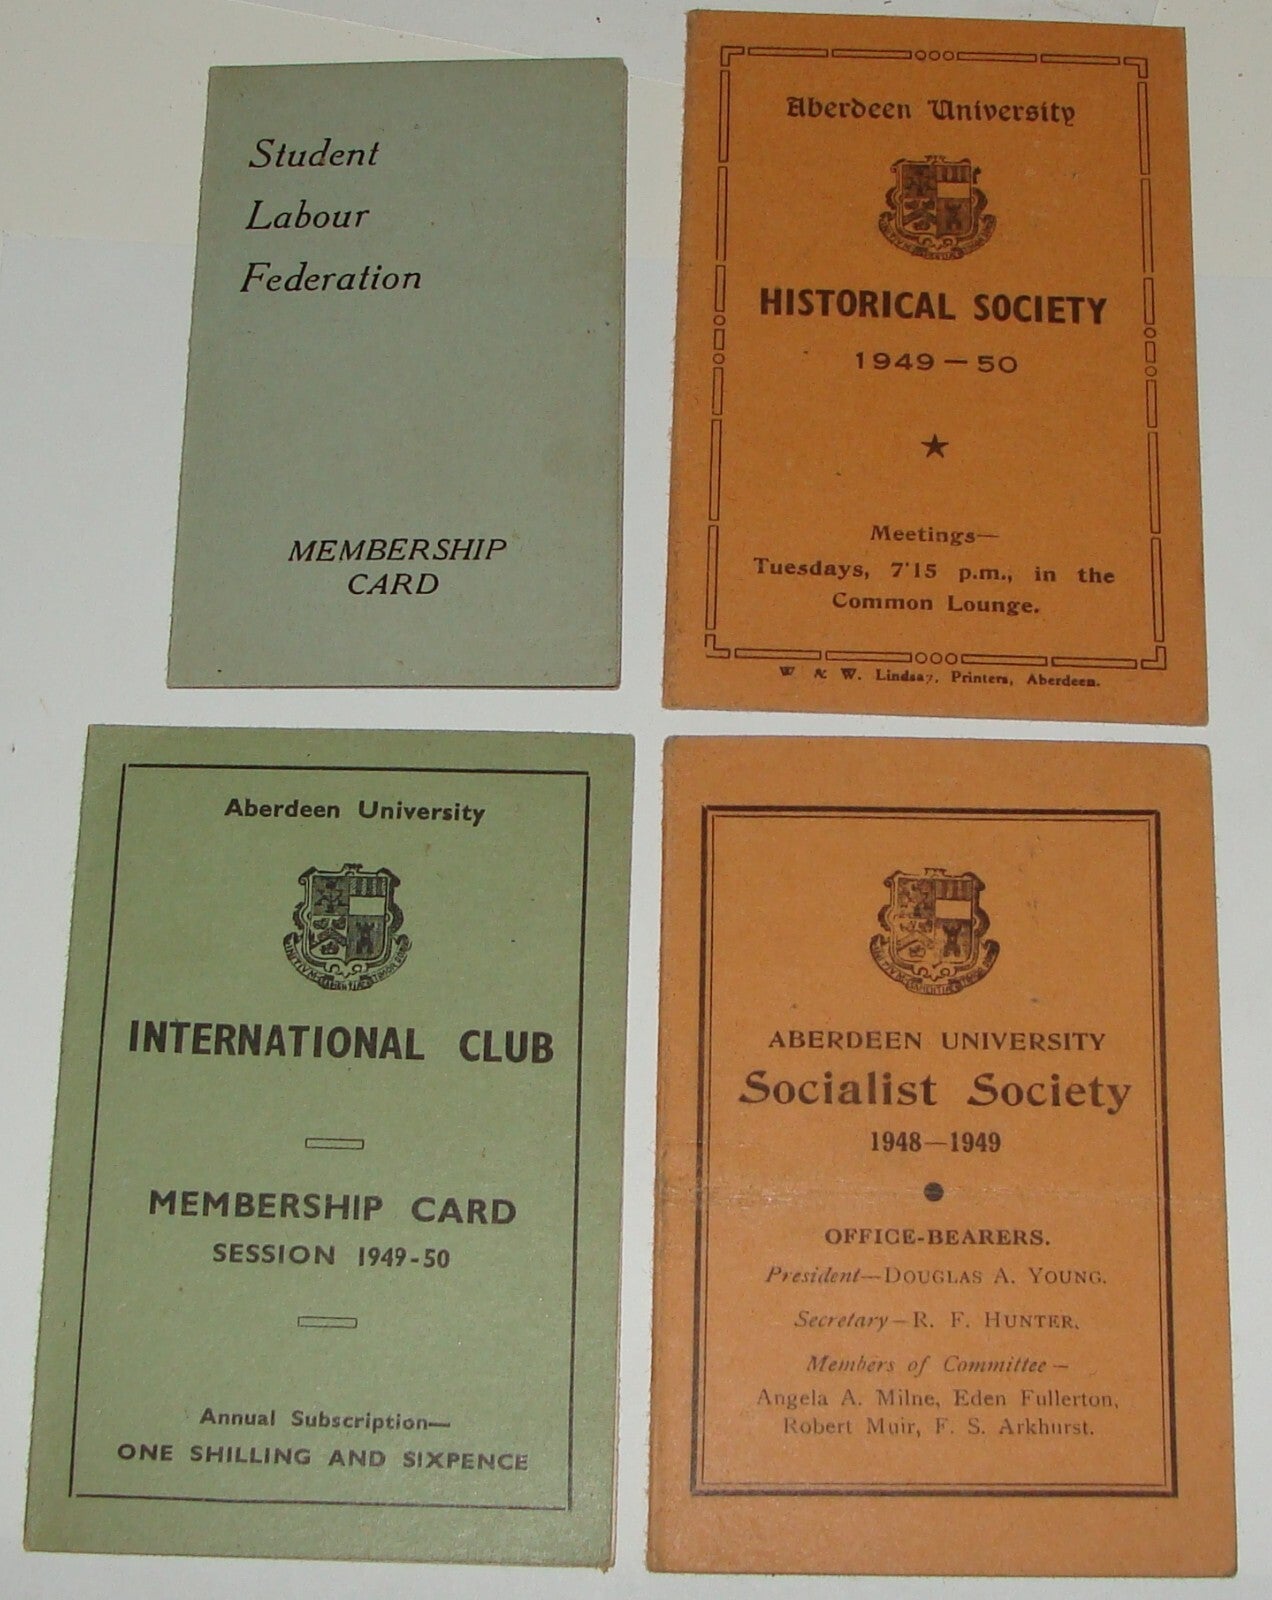 Student
Labour
Federation
MEMBERSHIP
CARD
Aberdeen University
HISTORICAL SOCIETY
1949 — 50
Meetings—
Tuesdays, 7'15 p.m., in the
Common Lounge.
W & W. Lindsay, Printers, Aberdeen.
Aberdeen University
INTERNATIONAL CLUB
MEMBERSHIP CARD
SESSION 1949-50
Annual Subscription—
ONE SHILLING AND SIXPENCE
ABERDEEN UNIVERSITY
Socialist Society
1948—1949
OFFICE-BEARERS.
President—DOUGLAS A. YOUNG.
Secretary—R. F. HUNTER.
Members of Committee—
Angela A. Milne, Eden Fullerton,
Robert Muir, F. S. Arkhurst.